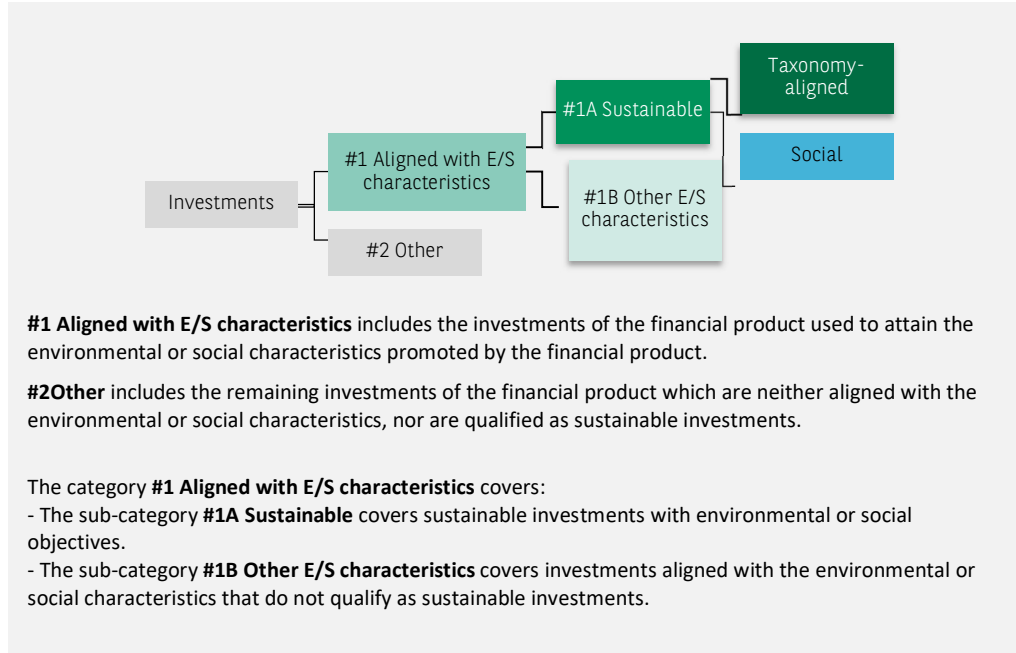 Taxonomy-
aligned
#1A Sustainable
#1 Aligned with E/S
characteristics
Social
Investments
#1B Other E/S
characteristics
#2 Other
#1 Aligned with E/S characteristics includes the investments of the financial product used to attain the
environmental or social characteristics promoted by the financial product.
#2Other includes the remaining investments of the financial product which are neither aligned with the
environmental or social characteristics, nor are qualified as sustainable investments.
The category #1 Aligned with E/S characteristics covers:
- The sub-category #1A Sustainable covers sustainable investments with environmental or social
objectives.
- The sub-category #1B Other E/S characteristics covers investments aligned with the environmental or
social characteristics that do not qualify as sustainable investments.